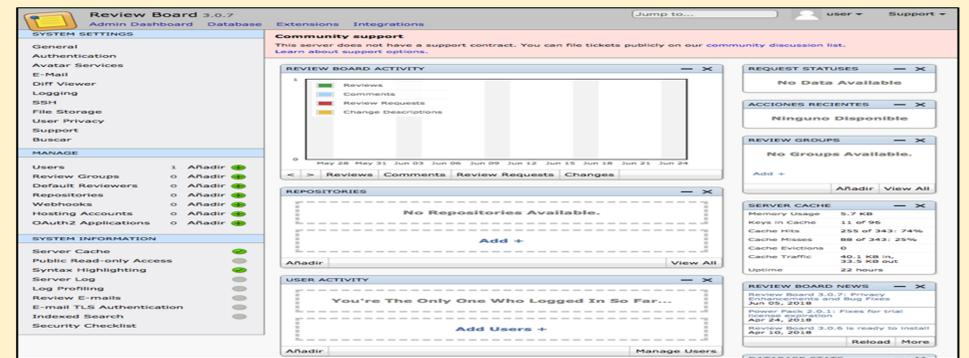 Review Board 3.0.7
Jump to...
user
Support
Admin Dashboard Database Extensions Integrations
SYSTEM SETTINGS
General
Authentication
Avatar Services
E-Mail
Diff Viewer
Logging
SSH
File Storage
User Privacy
Support
Buscar
MANAGE
Users 1 Añadir
Review Groups 0 Añadir
Default Reviewers 0 Añadir
Repositories 0 Añadir
Webhooks 0 Añadir
Hosting Accounts 0 Añadir
OAuth2 Applications 0 Añadir
SYSTEM INFORMATION
Server Cache
Public Read-only Access
Syntax Highlighting
Server Log
Log Profiling
Review E-mails
E-mail TLS Authentication
Indexed Search
Security Checklist
Community support
This server does not have a support contract. You can file tickets publicly on our community discussion list.
Learn about support options.
REVIEW BOARD ACTIVITY
1
Reviews
Comments
Review Requests
Change Descriptions
0
May 28 May 31 Jun 03 Jun 06 Jun 09 Jun 12 Jun 15 Jun 18 Jun 21 Jun 24
< > Reviews Comments Review Requests Changes
REPOSITORIES
No Repositories Available.
Add +
Añadir View All
USER ACTIVITY
You're The Only One Who Logged In So Far...
Add Users +
Añadir Manage Users
REQUEST STATUSES
No Data Available
ACCIONES RECIENTES
Ninguno Disponible
REVIEW GROUPS
No Groups Available.
Add +
Añadir View All
SERVER CACHE
Memory Usage 5.7 KB
Keys in Cache 11 of 96
Cache Hits 255 of 343: 74%
Cache Misses 88 of 343: 25%
Cache Evictions 0
Cache Traffic 40.1 KB in,
33.5 KB out
Uptime 22 hours
REVIEW BOARD NEWS
Review Board 3.0.7: Privacy
Enhancements and Bug Fixes
Jun 05, 2018
Power Pack 2.0.1: Fixes for trial
license expiration
Apr 24, 2018
Review Board 3.0.6 is ready to install
Apr 10, 2018
Reload More